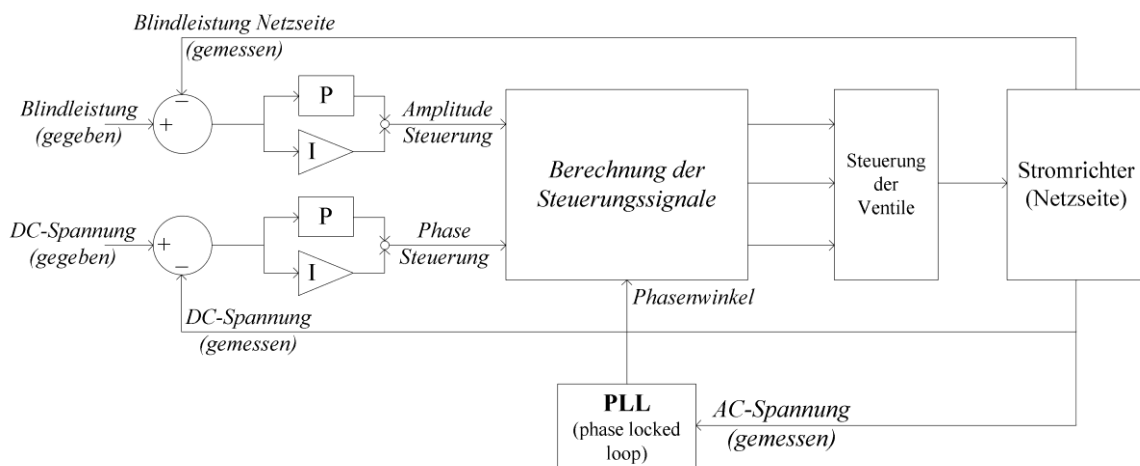 Blindleistung Netzseite
(gemessen)
−
Blindleistung
(gegeben)
+
P
I
Amplitude
Steuerung
Berechnung der
Steuerungssignale
Steuerung
der
Ventile
Stromrichter
(Netzseite)
DC-Spannung
(gegeben)
+
−
P
I
Phase
Steuerung
Phasenwinkel
DC-Spannung
(gemessen)
PLL
(phase locked
loop)
AC-Spannung
(gemessen)